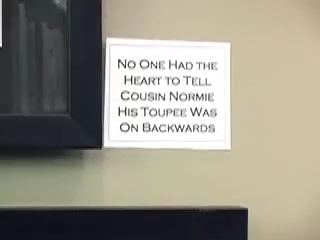 No One Had the
Heart to Tell
Cousin Normie
His Toupee Was
On Backwards